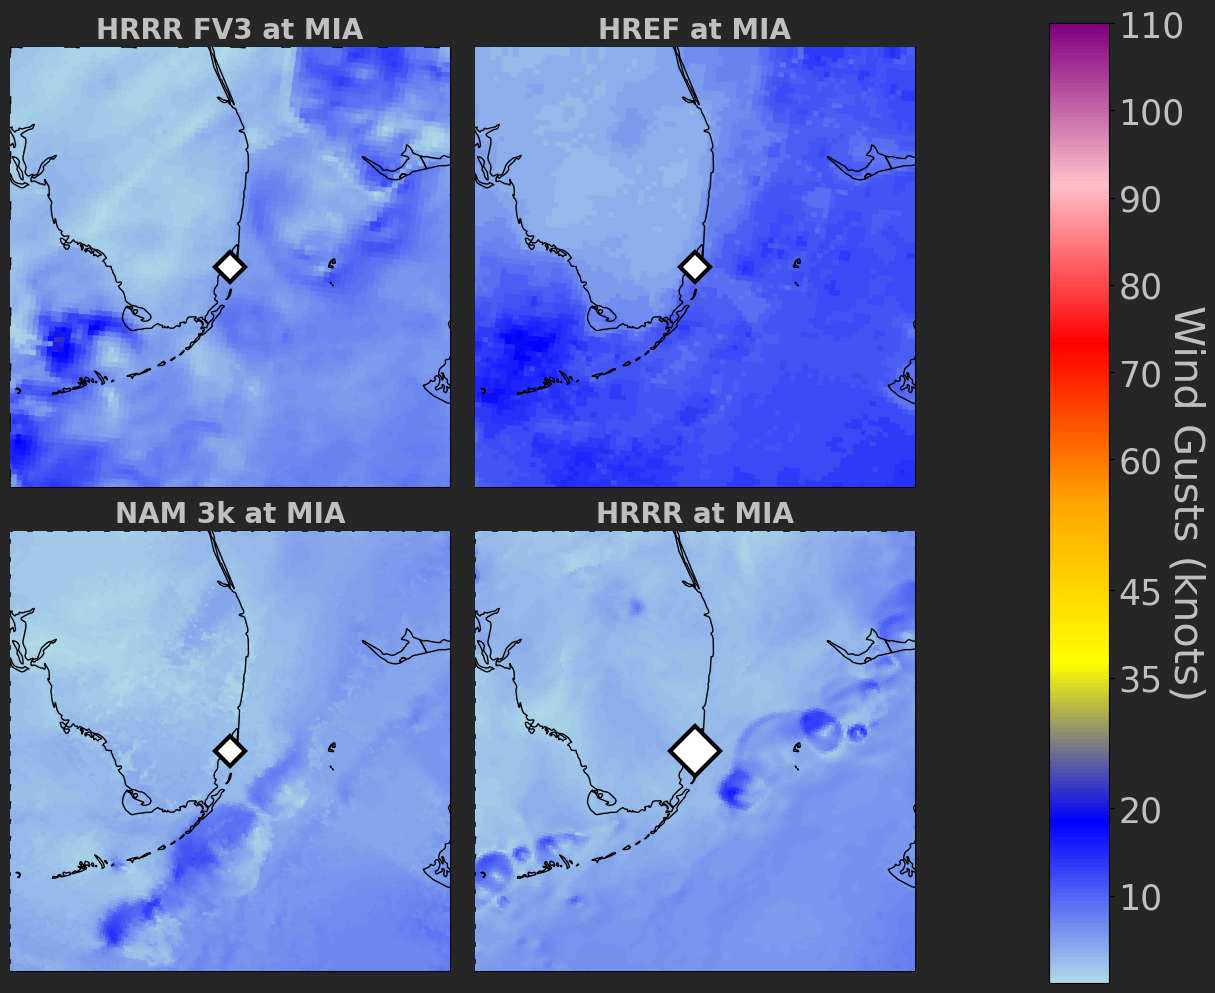 HRRR FV3 at MIA
HREF at MIA
NAM 3k at MIA
HRRR at MIA
110
100
90
80
70
60
45
35
20
10
Wind Gusts (knots)